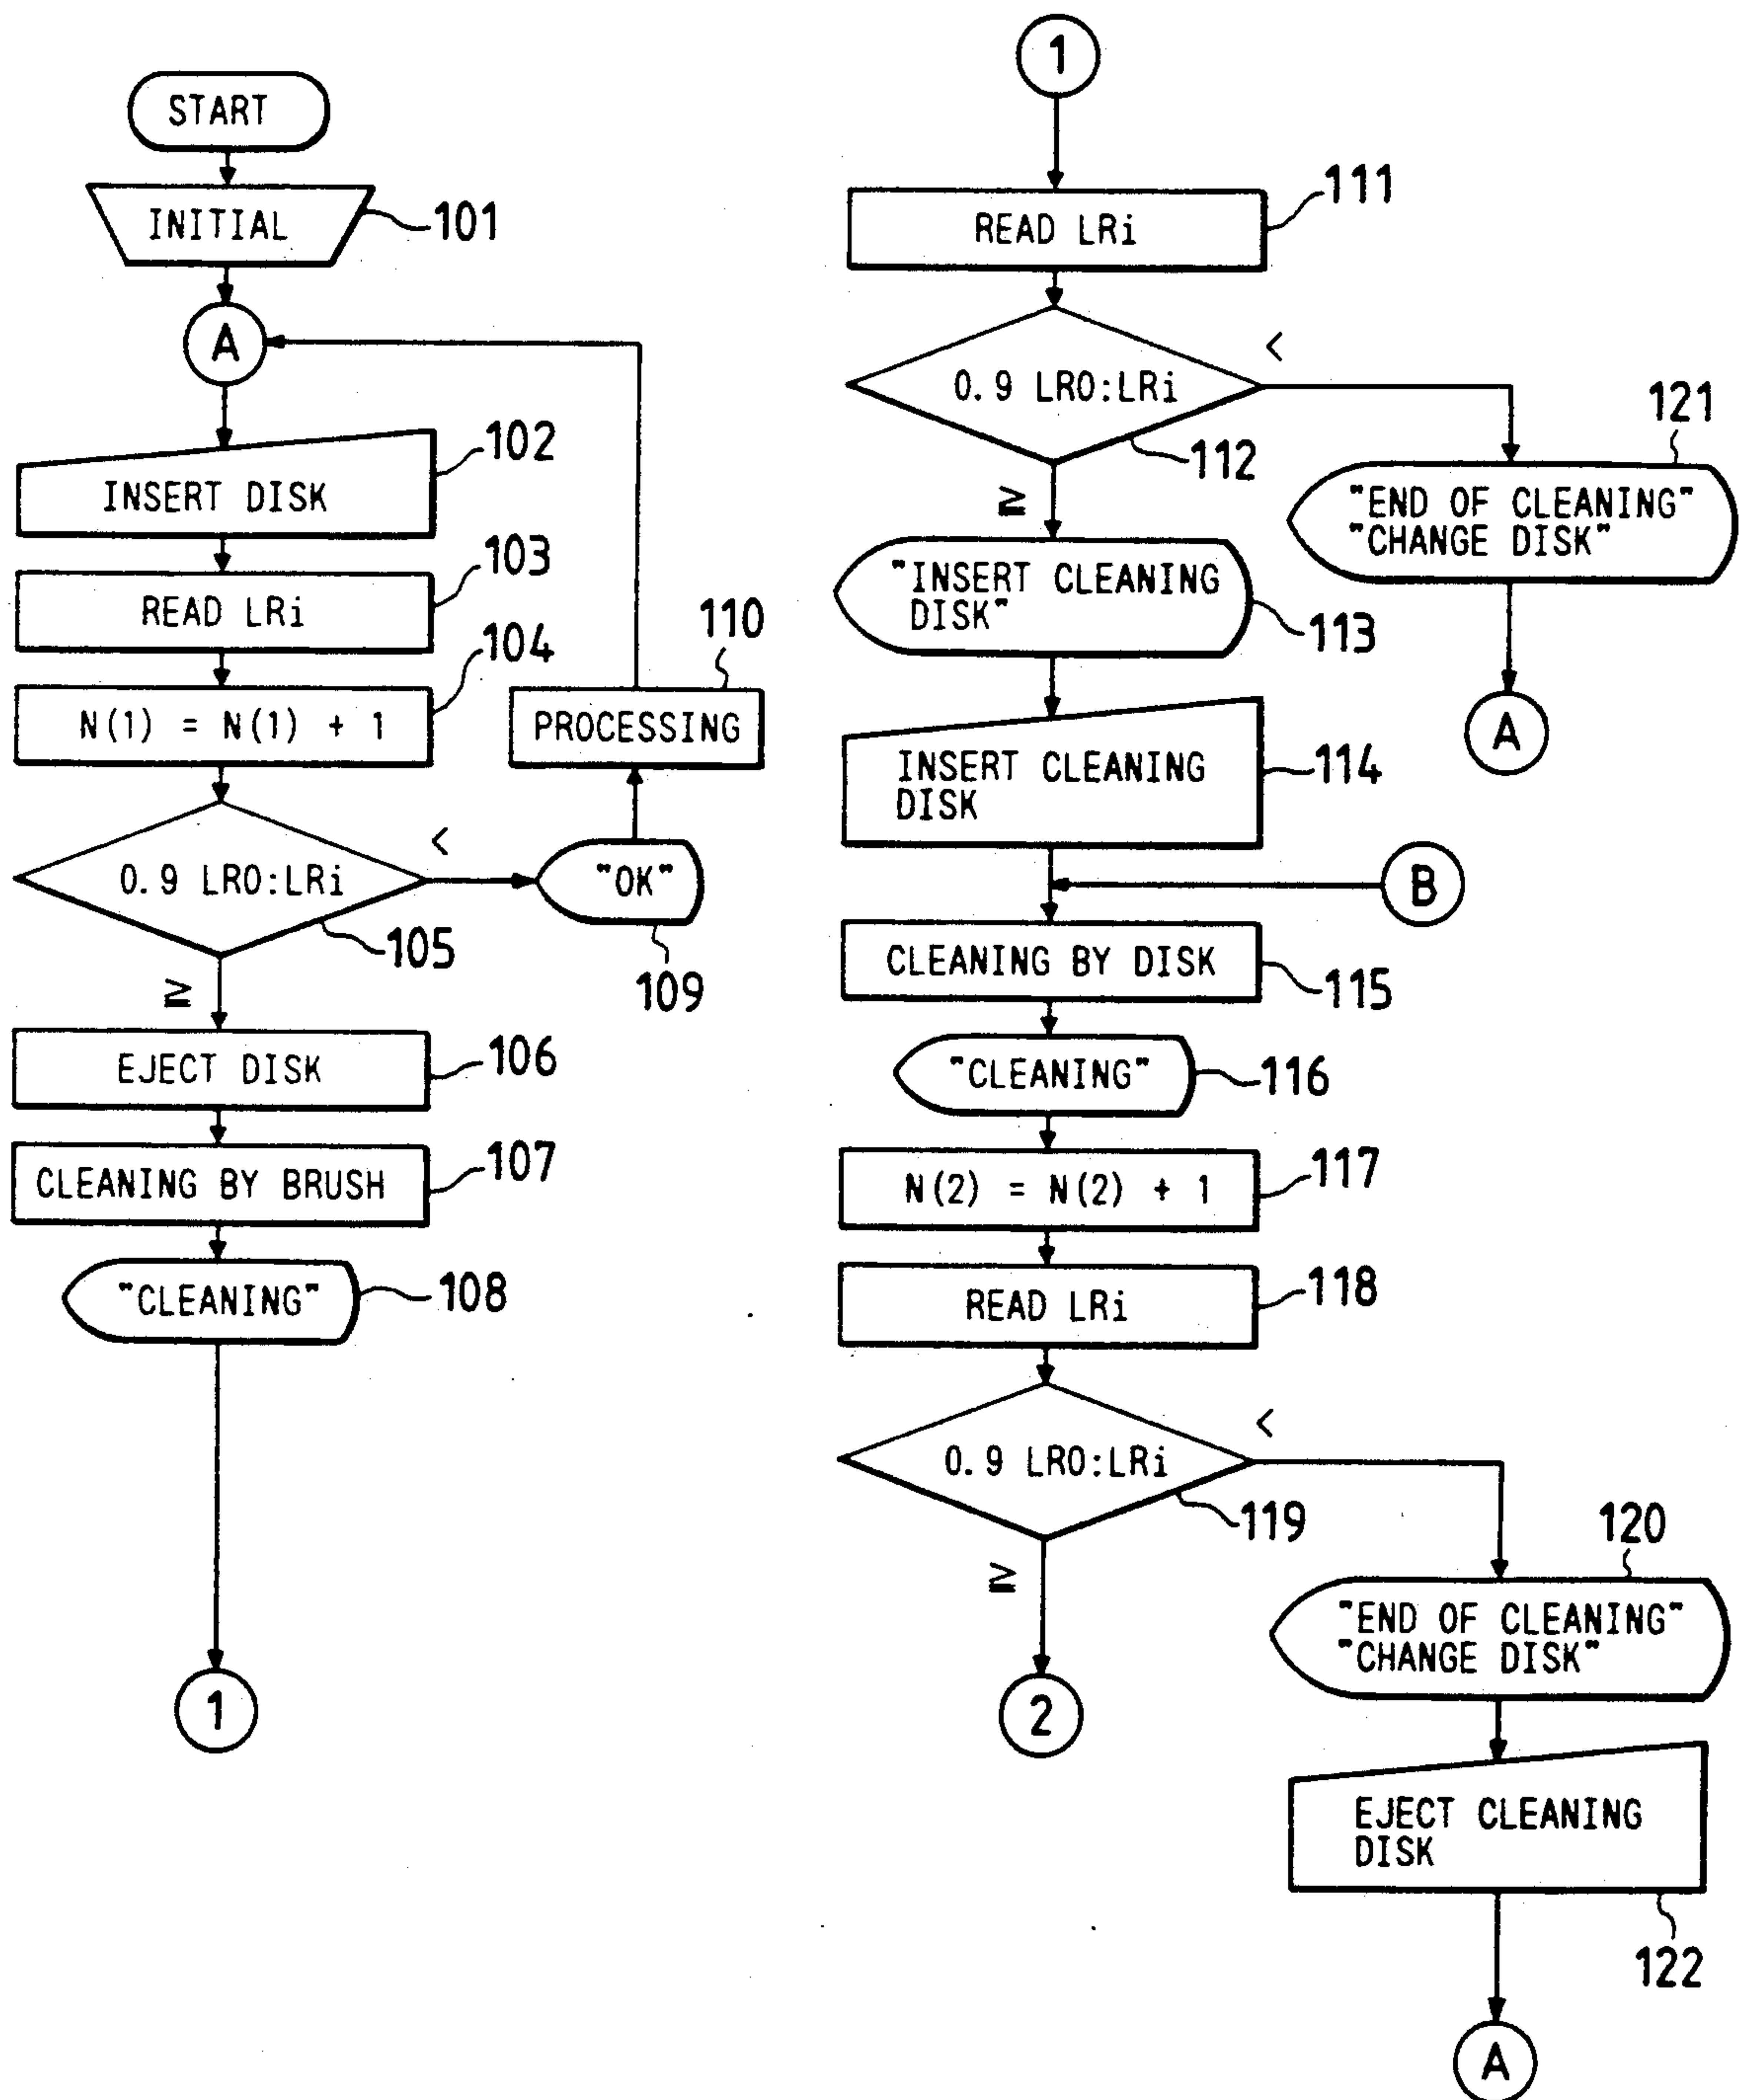 START
INITIAL
101
A
INSERT DISK
102
READ LRi
103
N(1) = N(1) + 1
104
0.9 LR0:LRi
105
<
≧
"OK"
109
PROCESSING
110
EJECT DISK
106
CLEANING BY BRUSH
107
"CLEANING"
108
1
1
READ LRi
111
0.9 LR0:LRi
112
<
≧
"END OF CLEANING"
"CHANGE DISK"
121
A
"INSERT CLEANING
DISK"
113
INSERT CLEANING
DISK
114
B
CLEANING BY DISK
115
"CLEANING"
116
N(2) = N(2) + 1
117
READ LRi
118
0.9 LR0:LRi
119
<
≧
2
"END OF CLEANING"
"CHANGE DISK"
120
EJECT CLEANING
DISK
122
A